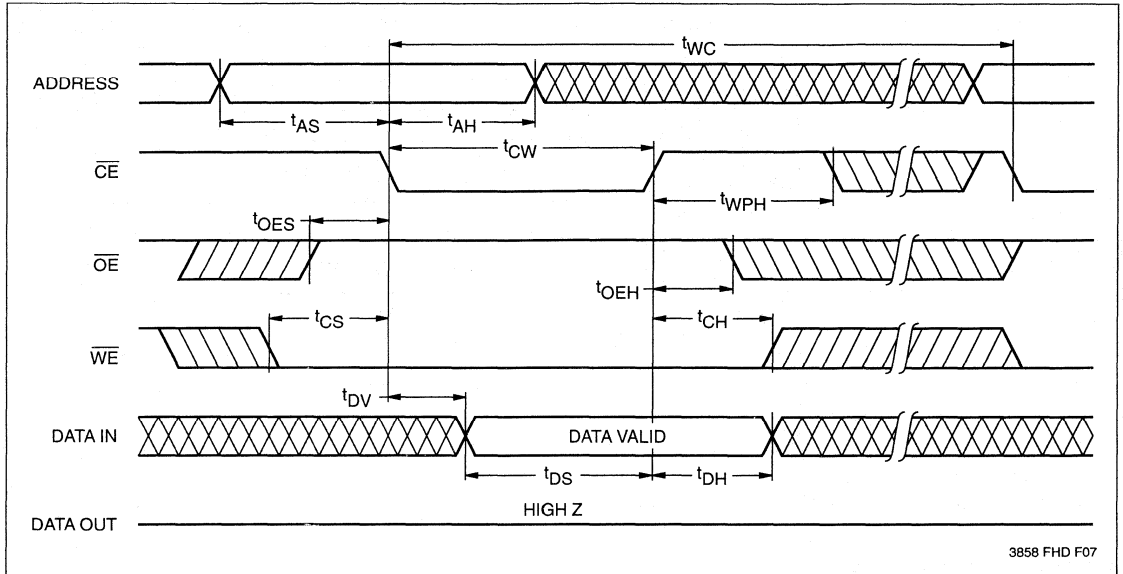 tWC
ADDRESS
tAS
tAH
tCW
CE
tWPH
tOES
OE
tOEH
tCS
tCH
WE
tDV
DATA IN
DATA VALID
tDS
tDH
HIGH Z
DATA OUT
3858 FHD F07